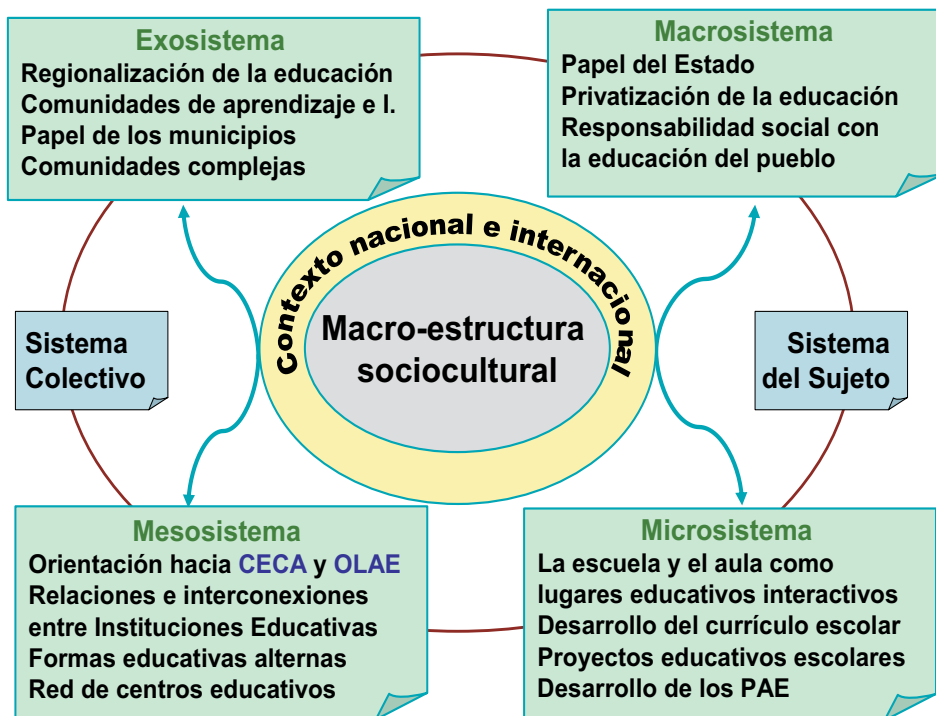 Exosistema
Regionalización de la educación
Comunidades de aprendizaje e I.
Papel de los municipios
Comunidades complejas
Macrosistema
Papel del Estado
Privatización de la educación
Responsabilidad social con
la educación del pueblo
Contexto nacional e internacional
Macro-estructura
sociocultural
Sistema
Colectivo
Sistema
del Sujeto
Mesosistema
Orientación hacia CECA y OLAE
Relaciones e interconexiones
entre Instituciones Educativas
Formas educativas alternas
Red de centros educativos
Microsistema
La escuela y el aula como
lugares educativos interactivos
Desarrollo del currículo escolar
Proyectos educativos escolares
Desarrollo de los PAE